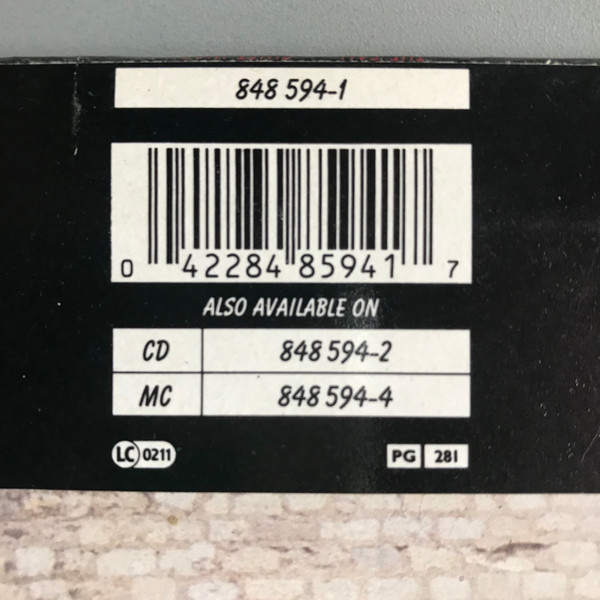 848 594-1
0 42284 85941 7
ALSO AVAILABLE ON
CD 848 594-2
MC 848 594-4
LC 0211 PG 281